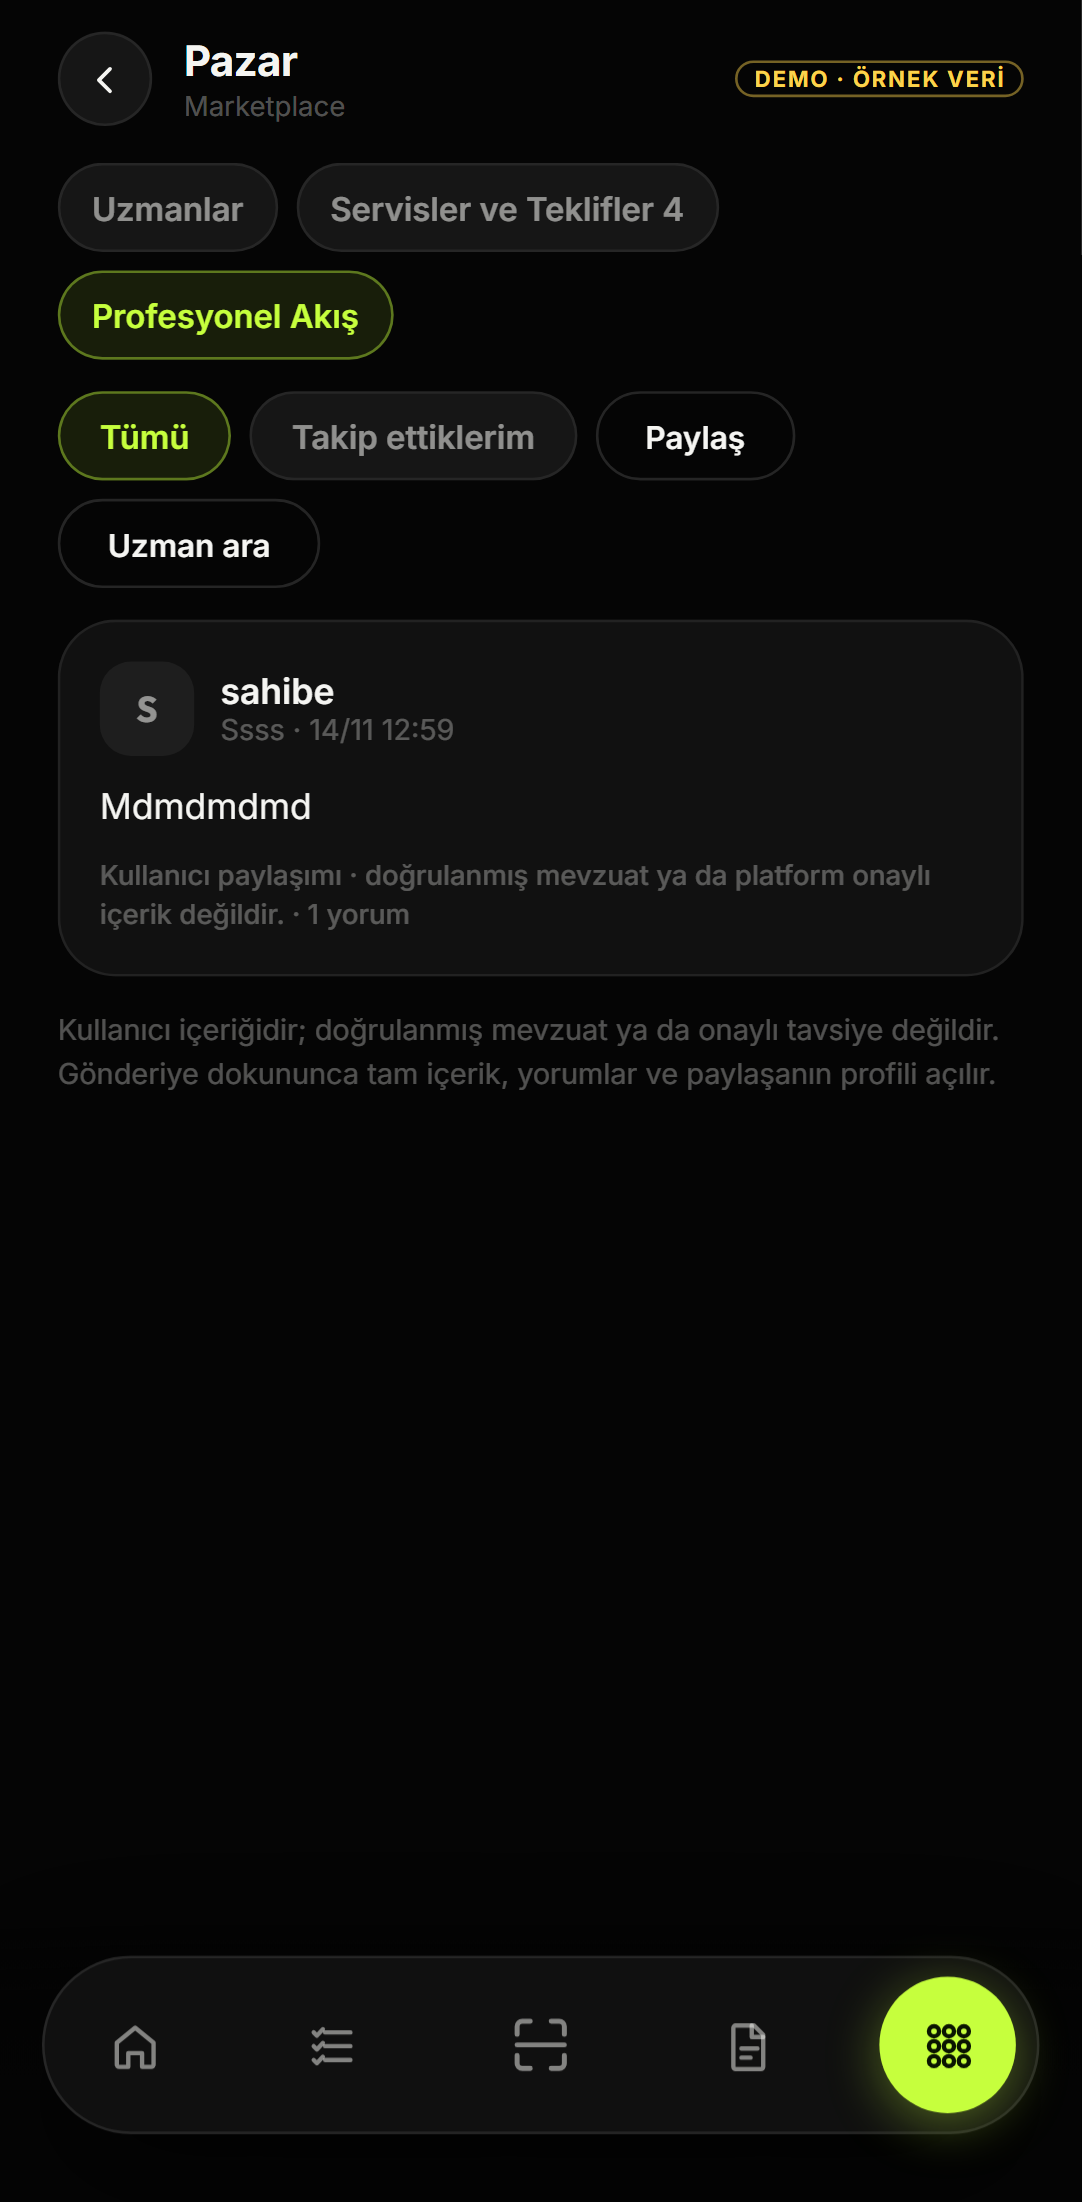 Pazar
Marketplace
DEMO · ÖRNEK VERİ
Uzmanlar
Servisler ve Teklifler 4
Profesyonel Akış
Tümü
Takip ettiklerim
Paylaş
Uzman ara
S
sahibe
Ssss · 14/11 12:59
Mdmdmdmd
Kullanıcı paylaşımı · doğrulanmış mevzuat ya da platform onaylı
içerik değildir. · 1 yorum
Kullanıcı içeriğidir; doğrulanmış mevzuat ya da onaylı tavsiye değildir.
Gönderiye dokununca tam içerik, yorumlar ve paylaşanın profili açılır.